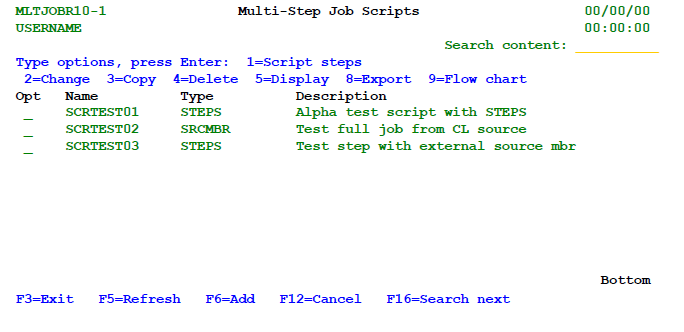 MLTJOBR10-1 Multi-Step Job Scripts 00/00/00
USERNAME 00:00:00
Search content: __________
Type options, press Enter: 1=Script steps
2=Change 3=Copy 4=Delete 5=Display 8=Export 9=Flow chart
Opt Name Type Description
_ SCRTEST01 STEPS Alpha test script with STEPS
_ SCRTEST02 SRCMBR Test full job from CL source
_ SCRTEST03 STEPS Test step with external source mbr
Bottom
F3=Exit F5=Refresh F6=Add F12=Cancel F16=Search next